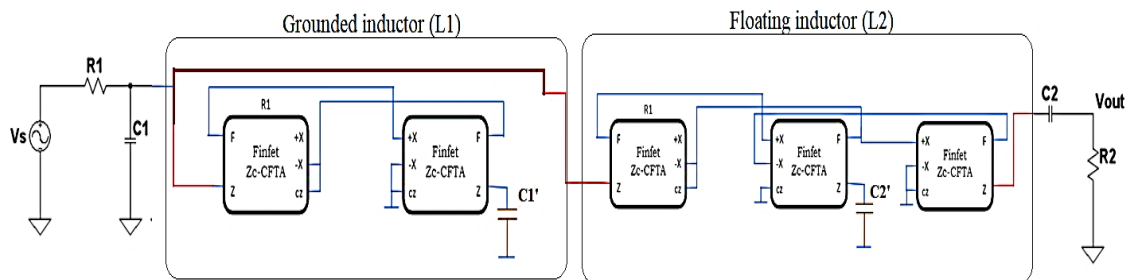 Grounded inductor (L1)
Floating inductor (L2)
R1
Vs
C1
R1
F
+X
Finfet
-X
Zc-CFTA
Z
cz
+X
F
-X
Finfet
Zc-CFTA
cz
Z
C1'
R1
F
+X
Finfet
-X
Zc-CFTA
Z
cz
+X
F
-X
Finfet
Zc-CFTA
cz
Z
C2'
+X
F
-X
Finfet
Zc-CFTA
cz
Z
C2
Vout
R2